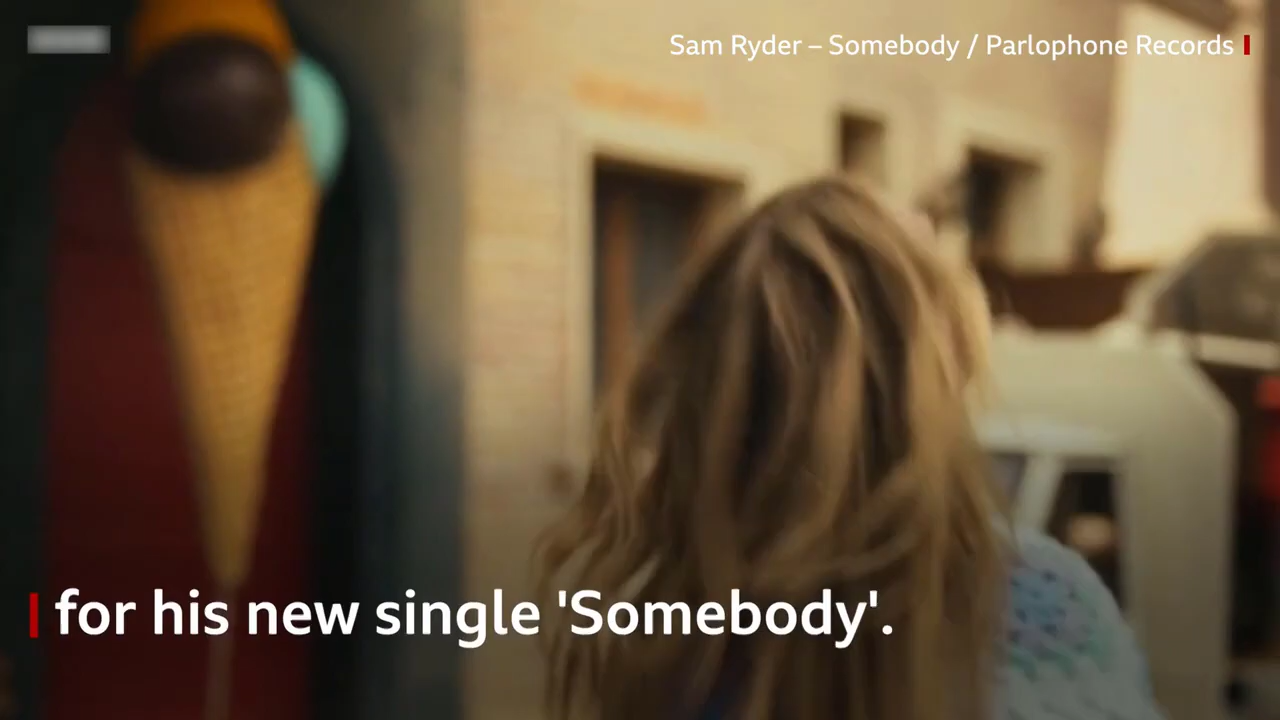 Sam Ryder – Somebody / Parlophone Records
for his new single 'Somebody'.